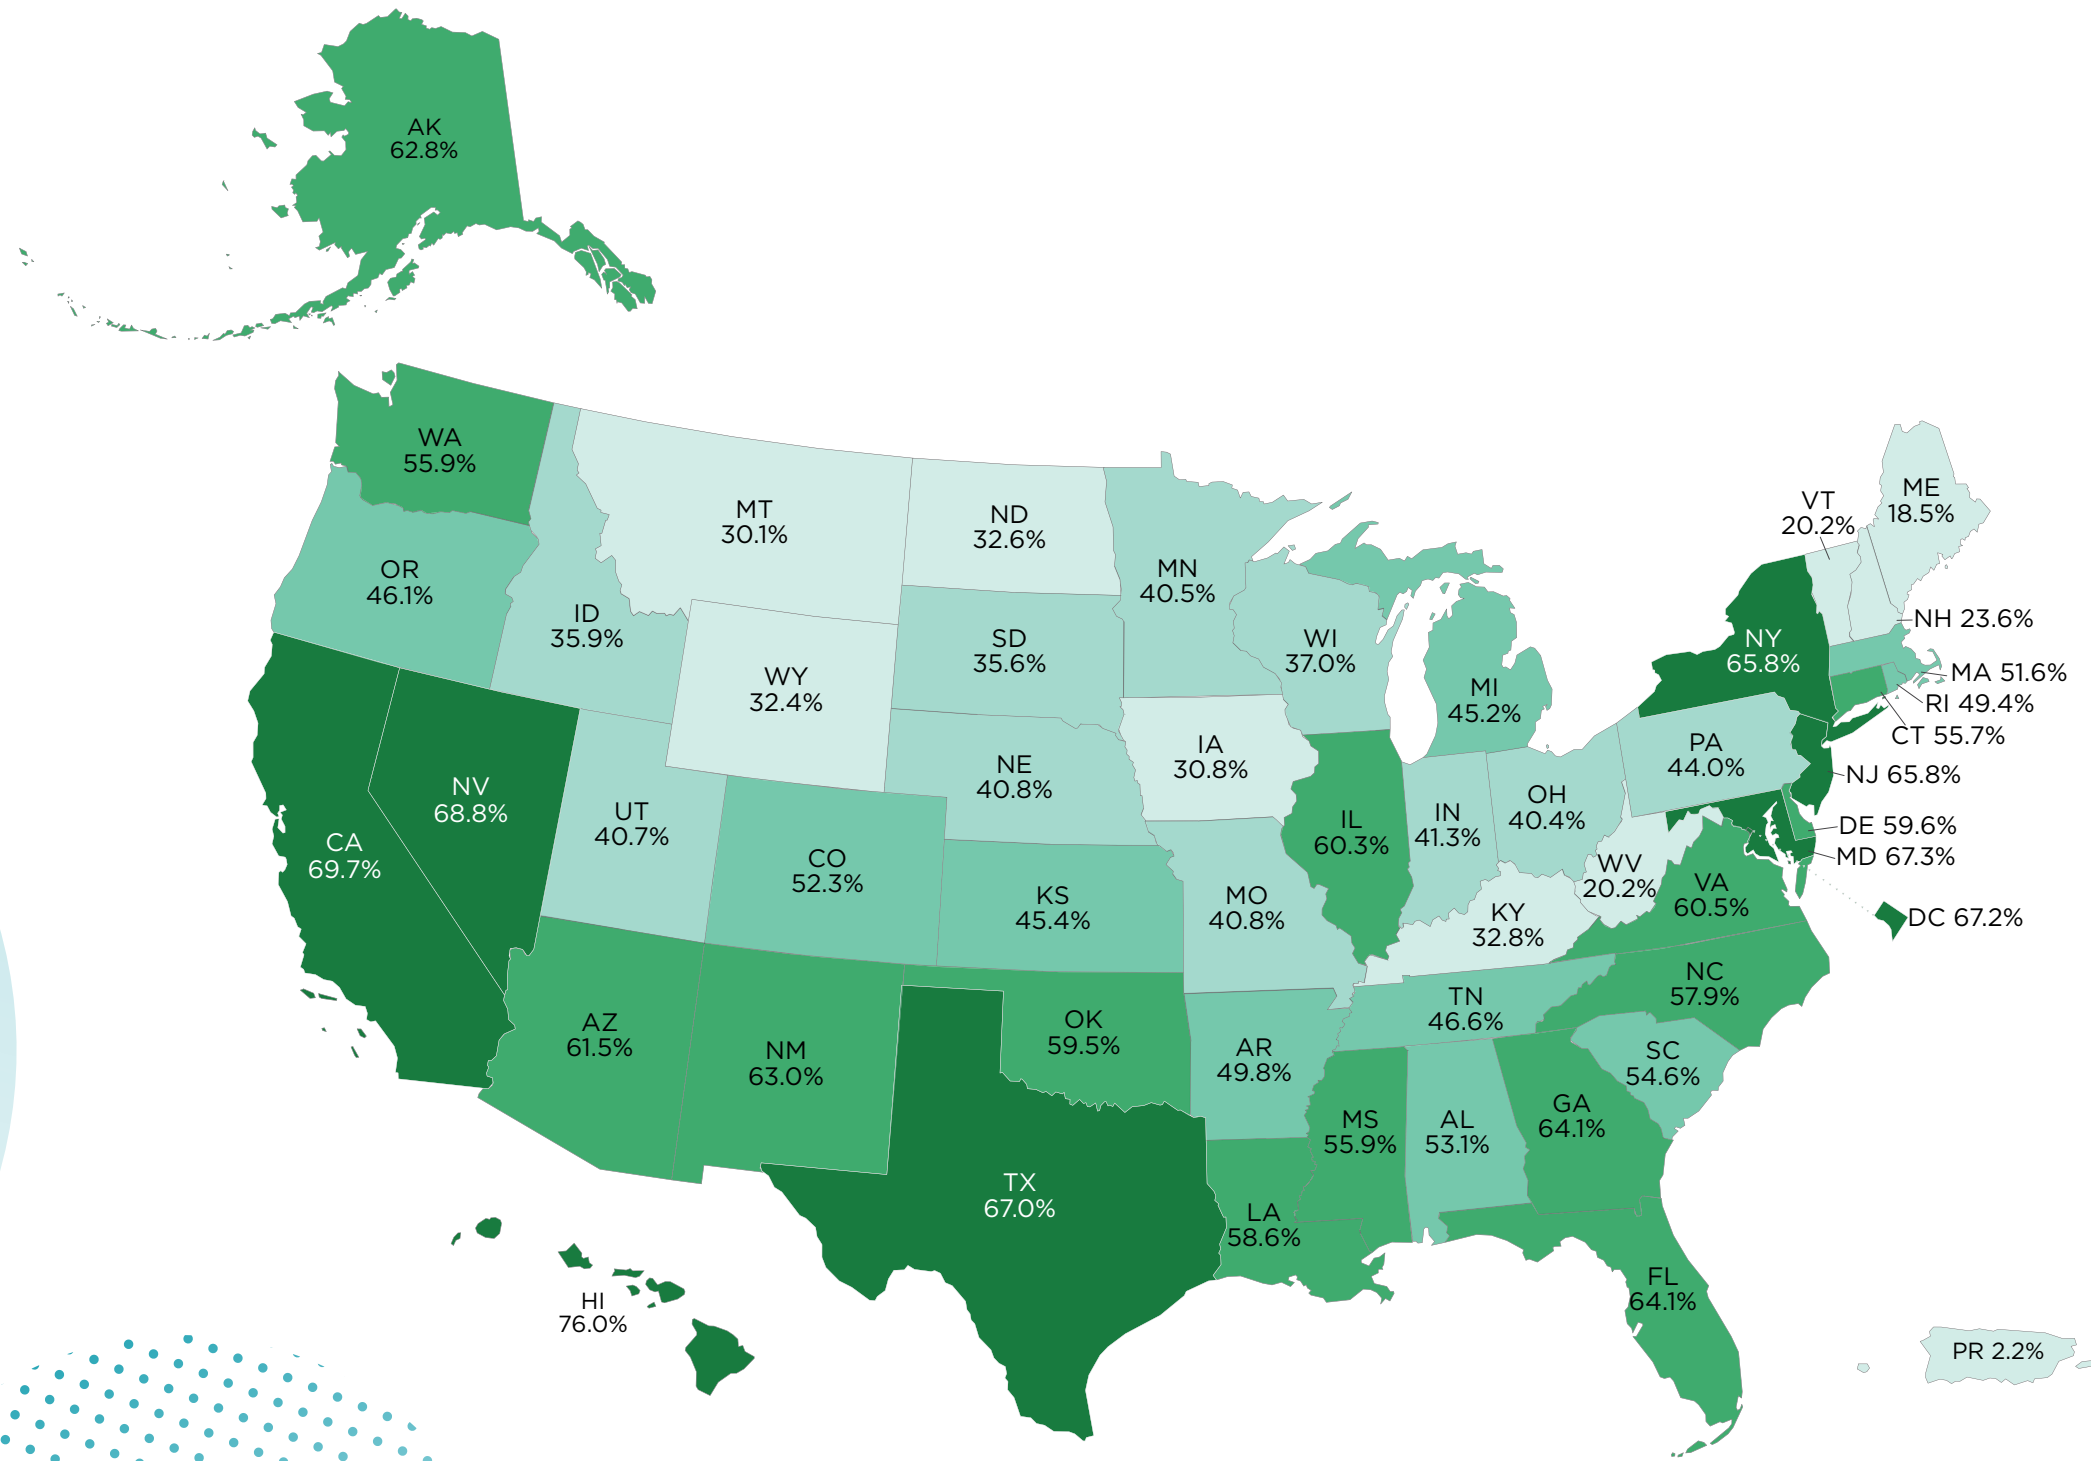 AK
62.8%
WA
55.9%
OR
46.1%
ID
35.9%
MT
30.1%
ND
32.6%
MN
40.5%
VT
20.2%
ME
18.5%
NH 23.6%
MA 51.6%
RI 49.4%
CT 55.7%
NJ 65.8%
DE 59.6%
MD 67.3%
DC 67.2%
NY
65.8%
SD
35.6%
WI
37.0%
MI
45.2%
WY
32.4%
IA
30.8%
PA
44.0%
NE
40.8%
NV
68.8%
UT
40.7%
CA
69.7%
CO
52.3%
IL
60.3%
IN
41.3%
OH
40.4%
WV
20.2%
VA
60.5%
KS
45.4%
MO
40.8%
KY
32.8%
NC
57.9%
TN
46.6%
AZ
61.5%
NM
63.0%
OK
59.5%
AR
49.8%
SC
54.6%
MS
55.9%
AL
53.1%
GA
64.1%
TX
67.0%
LA
58.6%
FL
64.1%
HI
76.0%
PR 2.2%